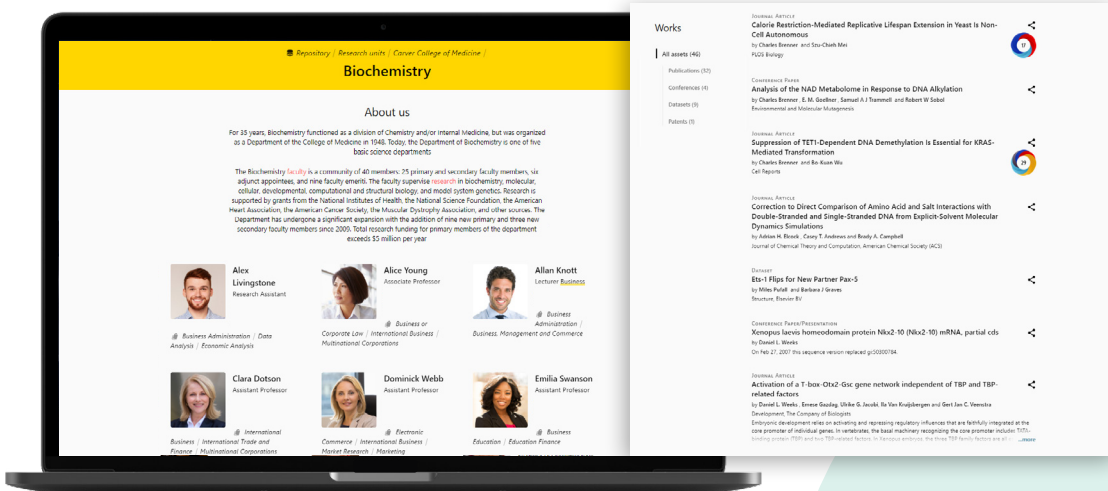 Repository / Research units / Carver College of Medicine /
Biochemistry
About us
For 35 years, Biochemistry functioned as a division of Chemistry and/or Internal Medicine, but was organized
as a Department of the College of Medicine in 1948. Today, the Department of Biochemistry is one of five
basic science departments
The Biochemistry faculty is a community of 40 members: 25 primary and secondary faculty members, six
adjunct appointees, and nine faculty emeriti. The faculty supervise research in biochemistry, molecular,
cellular, developmental, computational and structural biology, and model system genetics. Research is
supported by grants from the National Institutes of Health, the National Science Foundation, the American
Heart Association, the American Cancer Society, the Muscular Dystrophy Association, and other sources. The
Department has undergone a significant expansion with the addition of nine new primary and three new
secondary faculty members since 2009. Total research funding for primary members of the department
exceeds $5 million per year
Alex
Livingstone
Research Assistant
Business Administration / Data
Analysis / Economic Analysis
Alice Young
Associate Professor
Business or
Corporate Law / International Business /
Multinational Corporations
Allan Knott
Lecturer Business
Business
Administration /
Business, Management and Commerce
Clara Dotson
Assistant Professor
International
Business / International Trade and
Finance / Multinational Corporations
Dominick Webb
Assistant Professor
Electronic
Commerce / International Business /
Market Research / Marketing
Emilia Swanson
Assistant Professor
Business
Education / Education Finance
Works
All assets (46)
Publications (32)
Conferences (4)
Datasets (9)
Patents (1)
Journal Article
Calorie Restriction-Mediated Replicative Lifespan Extension in Yeast Is Non-
Cell Autonomous
by Charles Brenner and Szu-Chieh Mei
PLOS Biology
17
Conference Paper
Analysis of the NAD Metabolome in Response to DNA Alkylation
by Charles Brenner , E. M. Goellner , Samuel A J Trammell and Robert W Sobol
Environmental and Molecular Mutagenesis
Journal Article
Suppression of TET1-Dependent DNA Demethylation Is Essential for KRAS-
Mediated Transformation
by Charles Brenner and Bo-Kuan Wu
Cell Reports
29
Journal Article
Correction to Direct Comparison of Amino Acid and Salt Interactions with
Double-Stranded and Single-Stranded DNA from Explicit-Solvent Molecular
Dynamics Simulations
by Adrian H. Elcock , Casey T. Andrews and Brady A. Campbell
Journal of Chemical Theory and Computation, American Chemical Society (ACS)
Dataset
Ets-1 Flips for New Partner Pax-5
by Miles Pufall and Barbara J Graves
Structure, Elsevier BV
Conference Paper/Presentation
Xenopus laevis homeodomain protein Nkx2-10 (Nkx2-10) mRNA, partial cds
by Daniel L. Weeks
On Feb 27, 2007 this sequence version replaced gi:50300784.
Journal Article
Activation of a T-box-Otx2-Gsc gene network independent of TBP and TBP-
related factors
by Daniel L. Weeks , Emese Gazdag, Ulrike G. Jacobi, Ila Van Kruijsbergen and Gert Jan C. Veenstra
Development, The Company of Biologists
Embryonic development relies on activating and repressing regulatory influences that are faithfully integrated at the
core promoter of individual genes. In vertebrates, the basal machinery recognizing the core promoter includes TATA-
binding protein (TBP) and two TBP-related factors. In Xenopus embryos, the three TBP family factors are all ...more